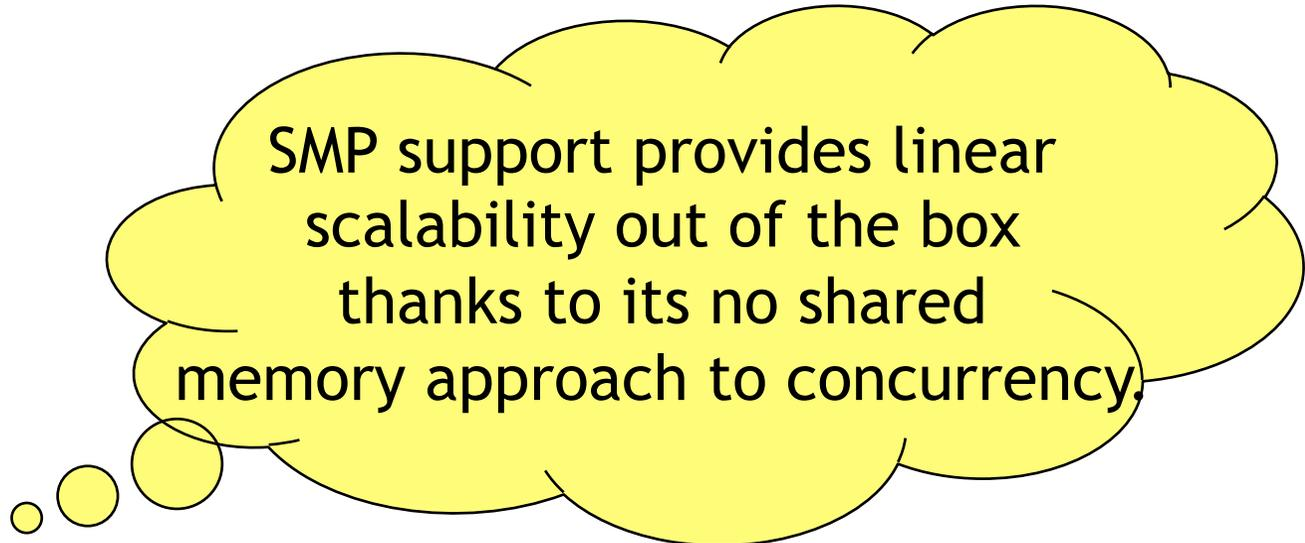 SMP support provides linear
scalability out of the box
thanks to its no shared
memory approach to concurrency.